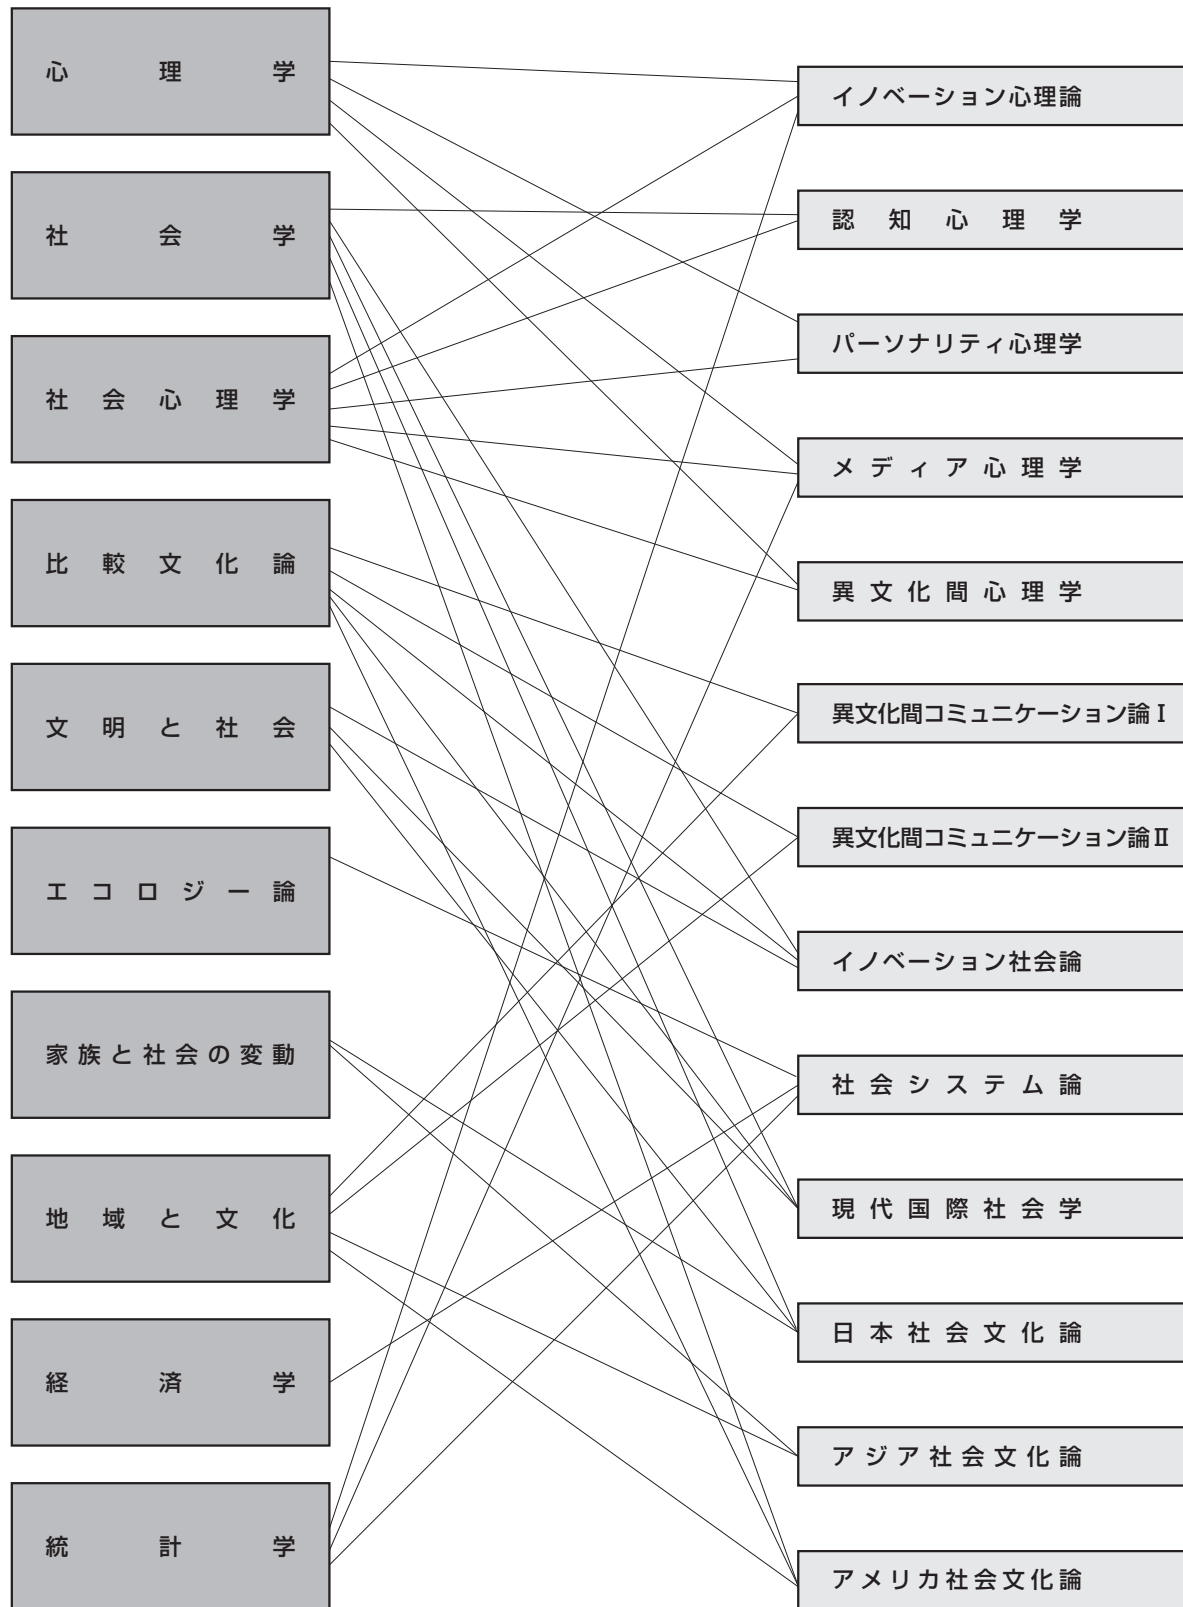 心理学
社会学
社会心理学
比較文化論
文明と社会
エコロジー論
家族と社会の変動
地域と文化
経済学
統計学
イノベーション心理論
認知心理学
パーソナリティ心理学
メディア心理学
異文化間心理学
異文化間コミュニケーション論Ⅰ
異文化間コミュニケーション論Ⅱ
イノベーション社会論
社会システム論
現代国際社会学
日本社会文化論
アジア社会文化論
アメリカ社会文化論